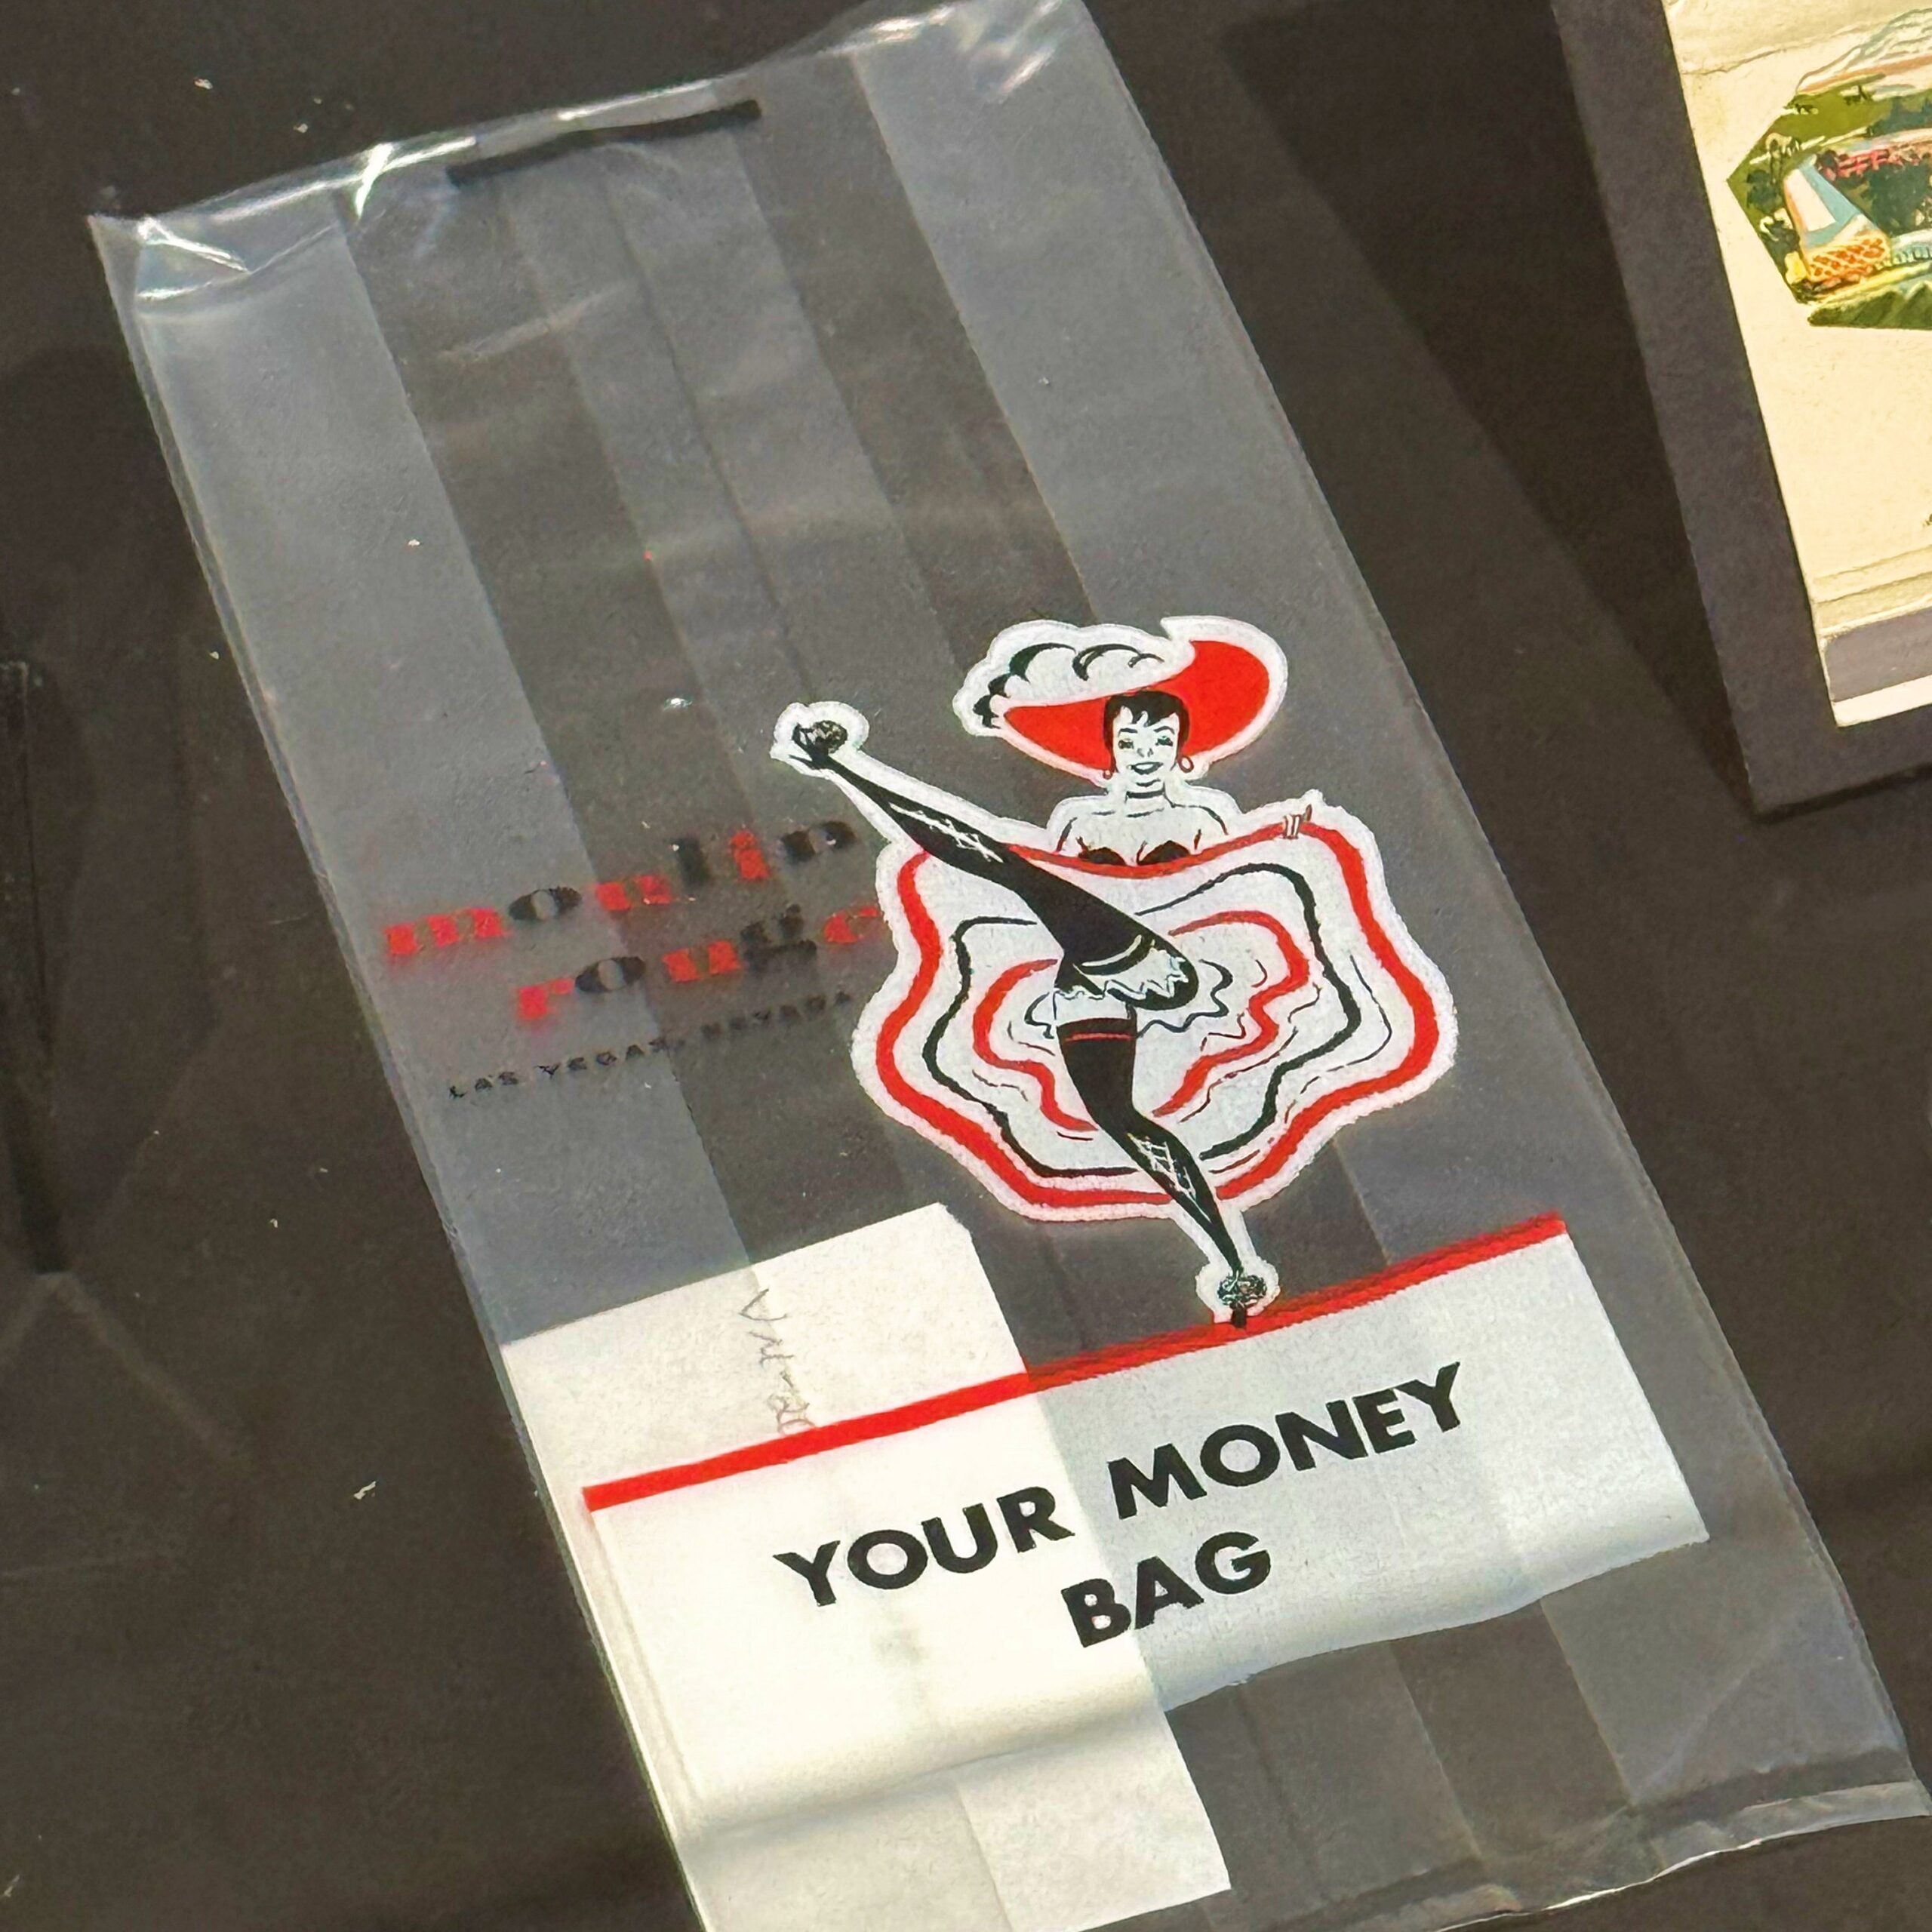 moulin
rouge
LAS VEGAS, NEVADA
YOUR MONEY
BAG